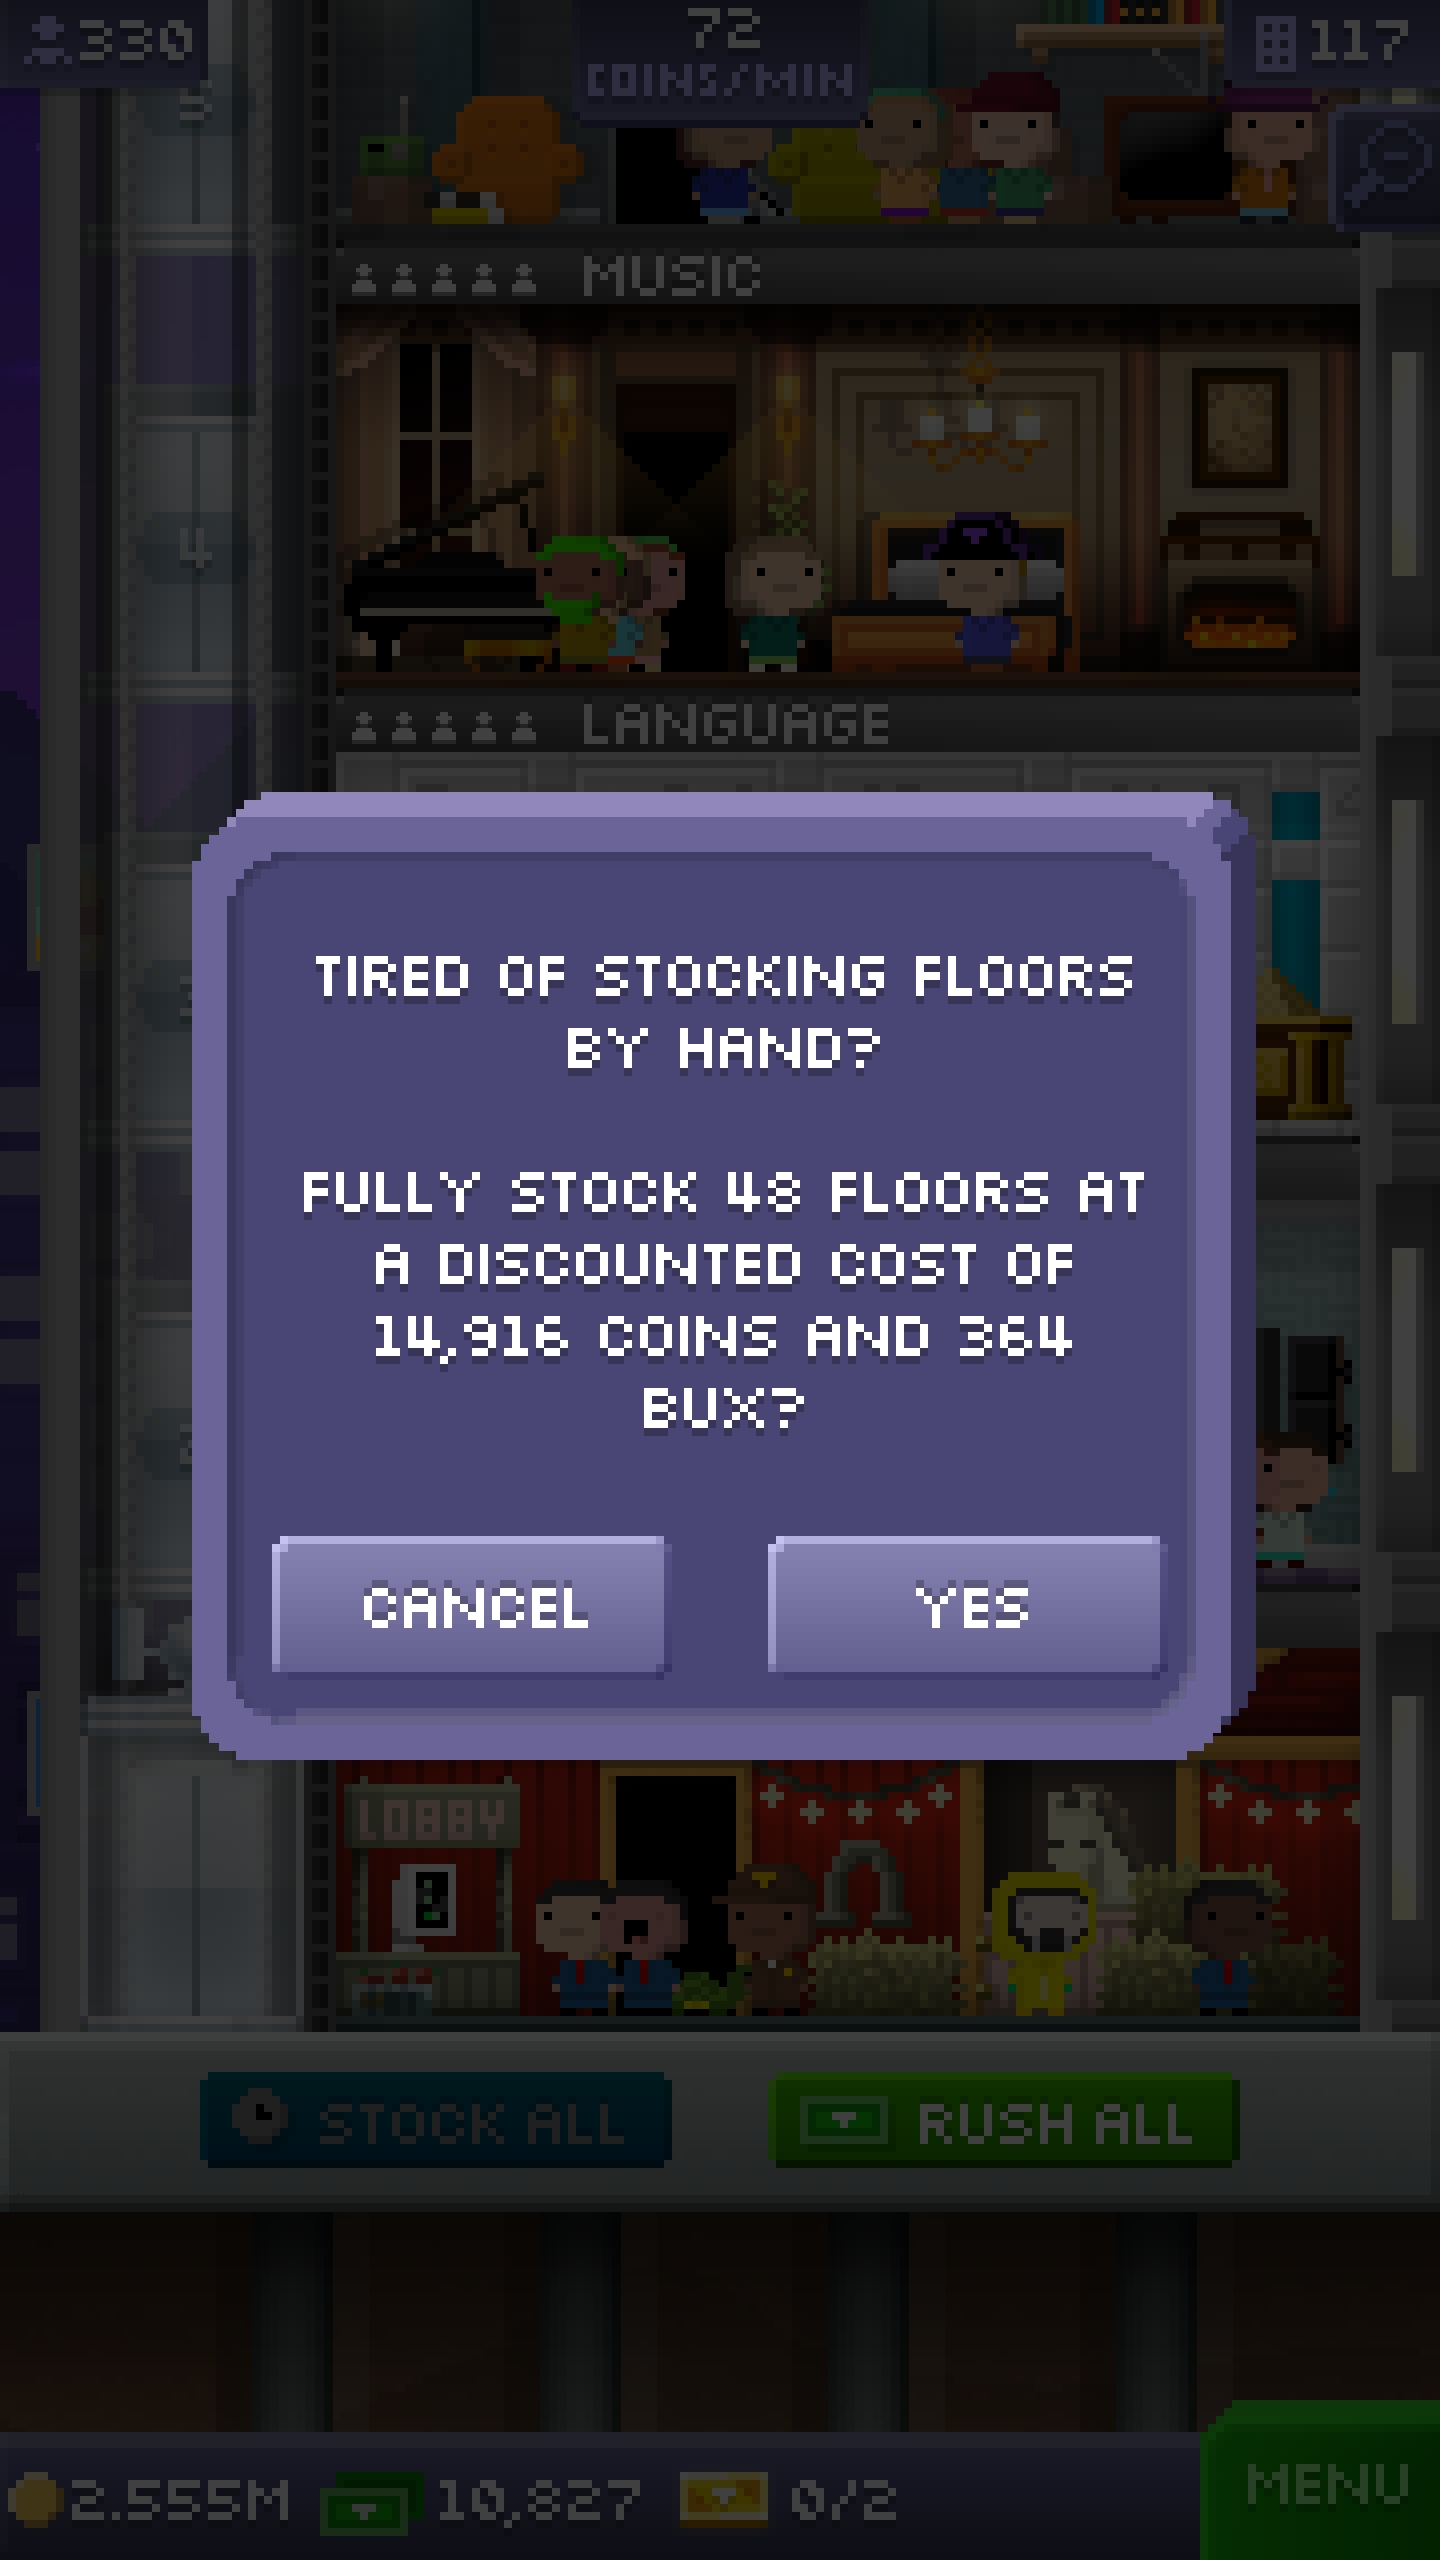 330
72
COINS/MIN
117
5
MUSIC
4
LANGUAGE
TIRED OF STOCKING FLOORS
BY HAND?
FULLY STOCK 48 FLOORS AT
A DISCOUNTED COST OF
14,916 COINS AND 364
BUX?
CANCEL
YES
LOBBY
STOCK ALL
RUSH ALL
2.555M
10,827
0/2
MENU